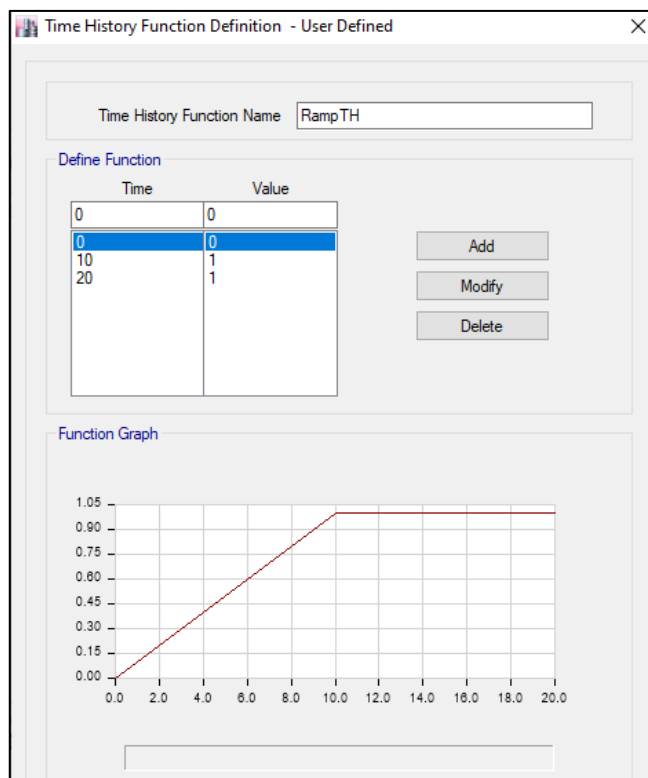 Time History Function Definition - User Defined
Time History Function Name RampTH
Define Function
Time Value
0 0
0 0
10 1
20 1
Add
Modify
Delete
Function Graph
1.05
0.90
0.75
0.60
0.45
0.30
0.15
0.00
0.0 2.0 4.0 6.0 8.0 10.0 12.0 14.0 16.0 18.0 20.0